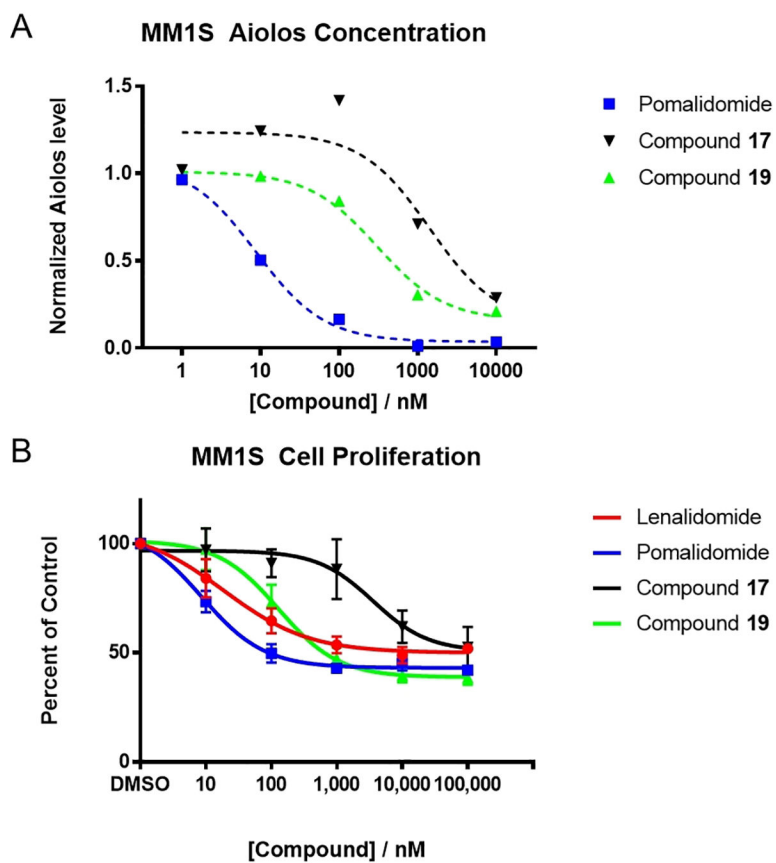 A
MM1S Aiolos Concentration
Normalized Aiolos level
1.5
1.0
0.5
0.0
1 10 100 1000 10000
[Compound] / nM
Pomalidomide
Compound 17
Compound 19
B
MM1S Cell Proliferation
Percent of Control
100
50
0
DMSO 10 100 1,000 10,000 100,000
[Compound] / nM
Lenalidomide
Pomalidomide
Compound 17
Compound 19